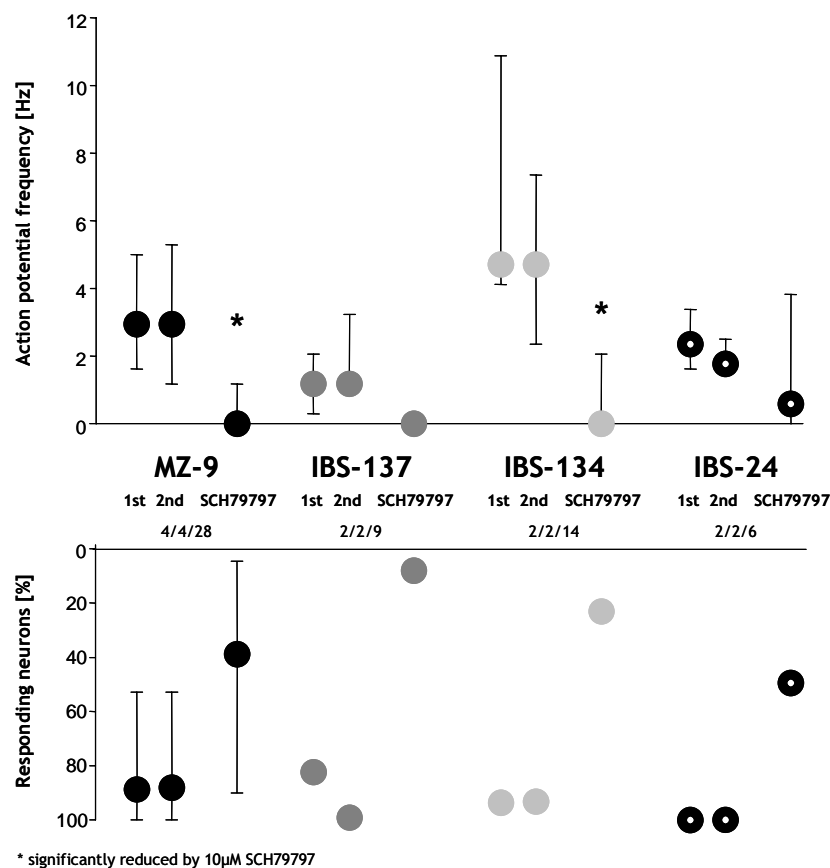 12
10
8
6
4
2
0
Action potential frequency [Hz]
*
*
MZ-9 IBS-137 IBS-134 IBS-24
1st 2nd SCH79797 1st 2nd SCH79797 1st 2nd SCH79797 1st 2nd SCH79797
4/4/28 2/2/9 2/2/14 2/2/6
0
20
40
60
80
100
Responding neurons [%]
* significantly reduced by 10µM SCH79797